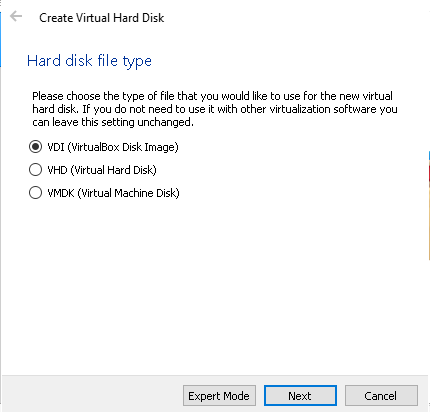 Create Virtual Hard Disk
Hard disk file type
Please choose the type of file that you would like to use for the new virtual
hard disk. If you do not need to use it with other virtualization software you
can leave this setting unchanged.
VDI (VirtualBox Disk Image)
VHD (Virtual Hard Disk)
VMDK (Virtual Machine Disk)
Expert Mode
Next
Cancel